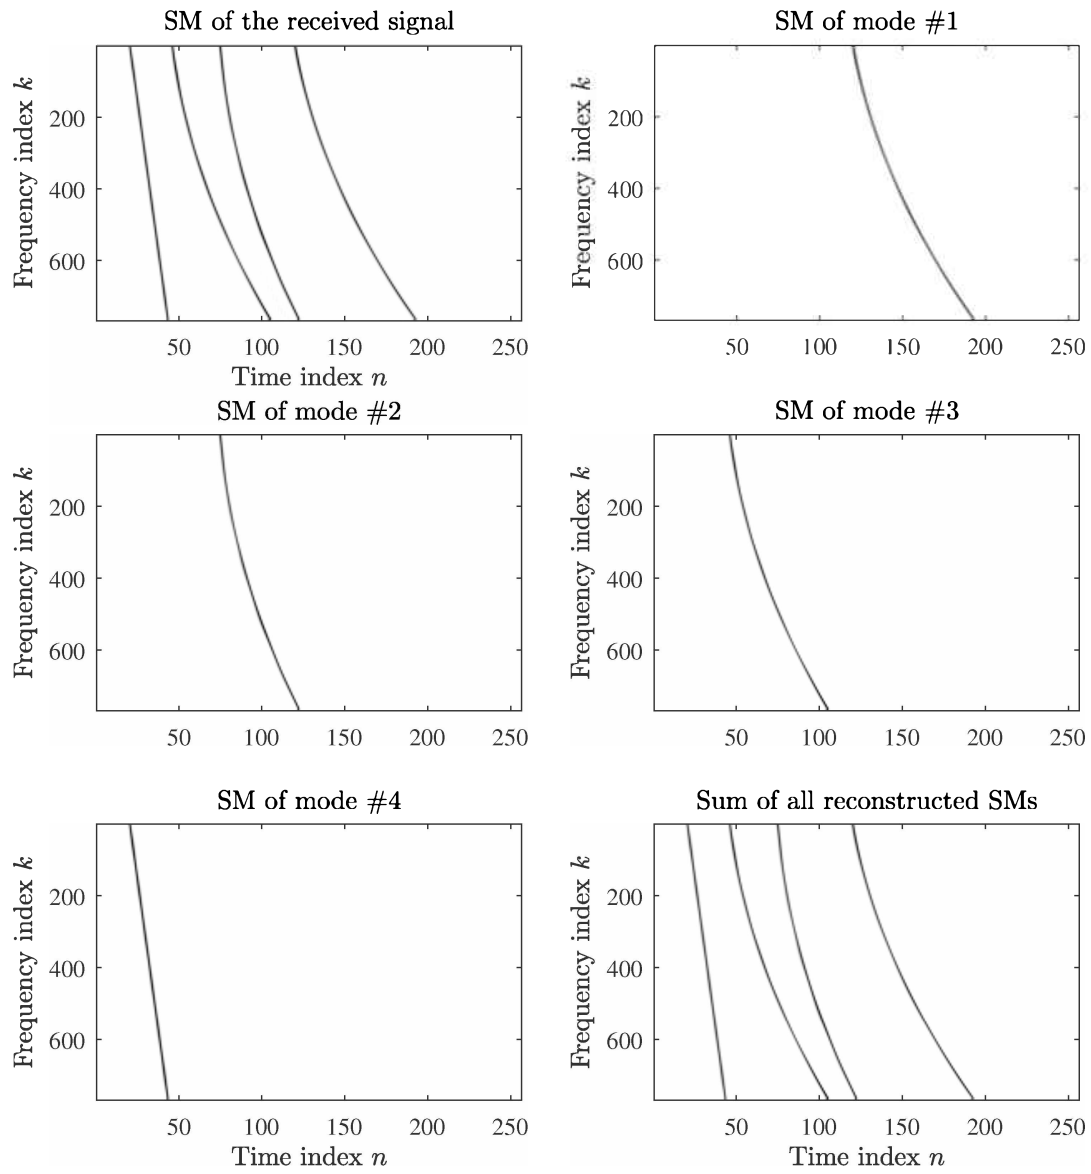 SM of the received signal
Frequency index k
200
400
600
50 100 150 200 250
Time index n
SM of mode #1
Frequency index k
200
400
600
50 100 150 200 250
SM of mode #2
Frequency index k
200
400
600
50 100 150 200 250
SM of mode #3
Frequency index k
200
400
600
50 100 150 200 250
SM of mode #4
Frequency index k
200
400
600
50 100 150 200 250
Time index n
Sum of all reconstructed SMs
Frequency index k
200
400
600
50 100 150 200 250
Time index n